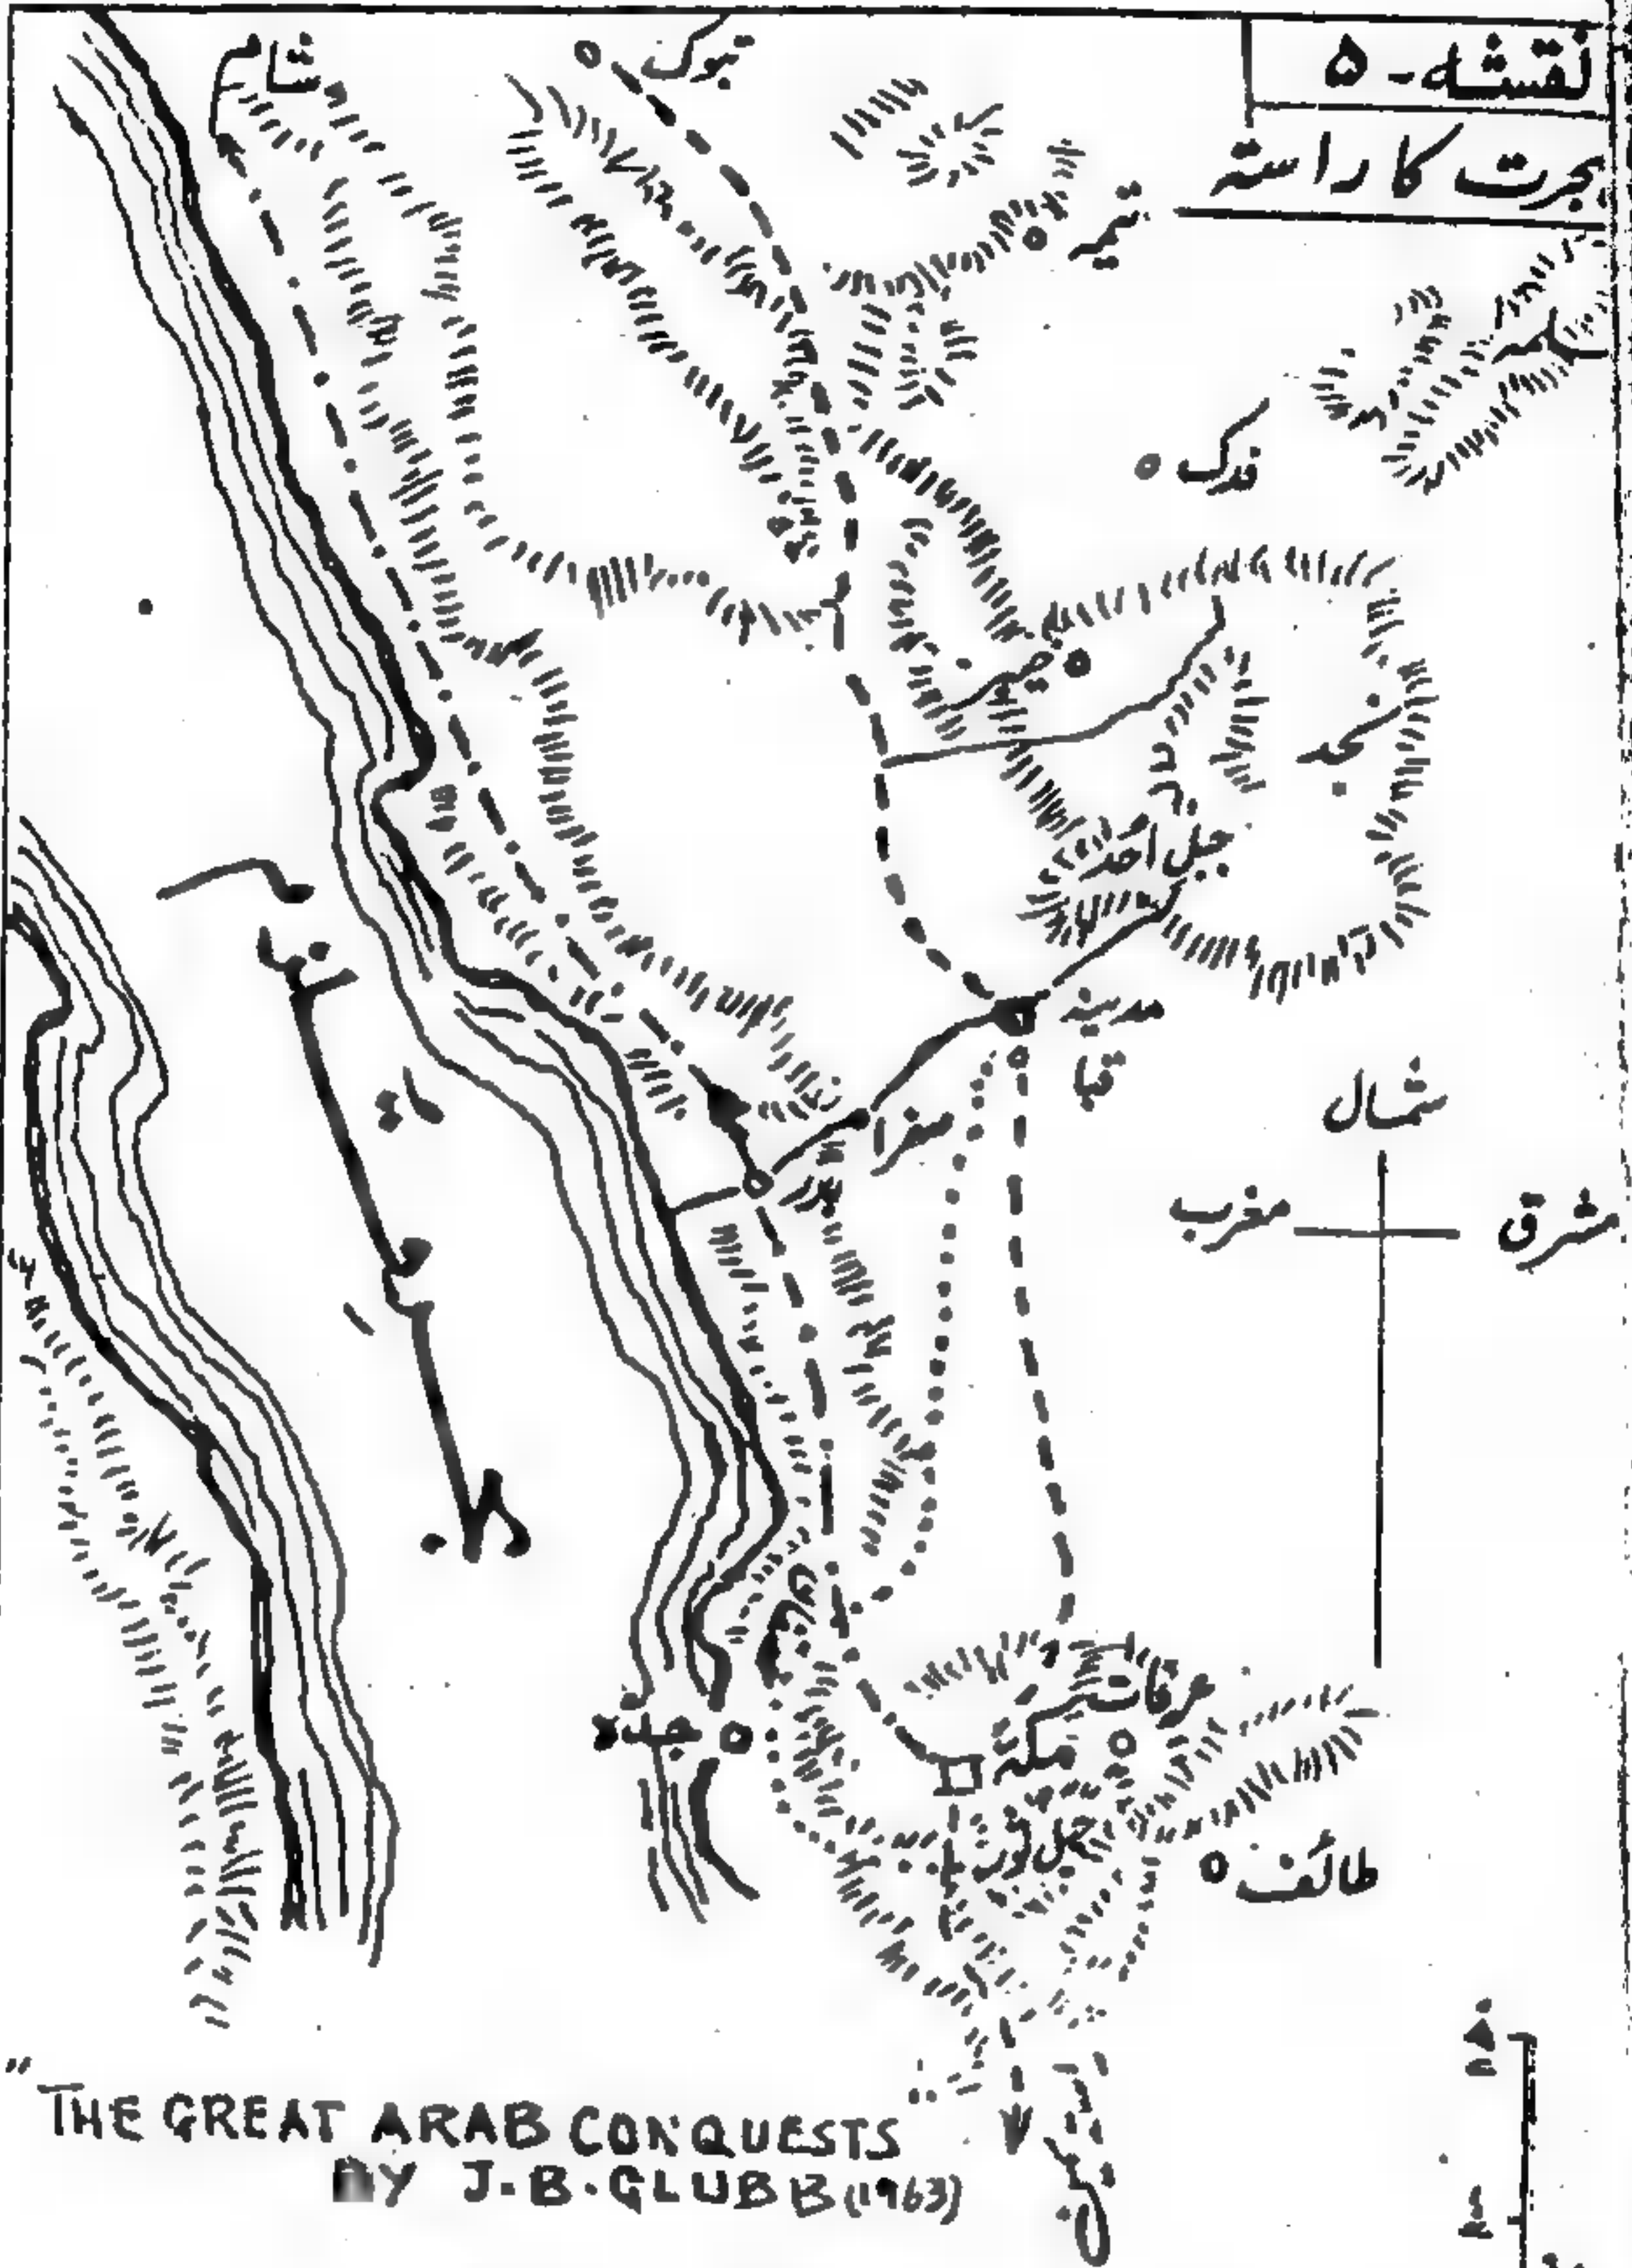 نقشہ-۵
ہجرت کا راستہ
شام
تبوک
فدک
خیبر
نجد
جبل احد
مدینہ
قبا
صفرا
بدر
شمال
مغرب
مشرق
عرفات
مکہ
جدہ
جبل ثور
طائف
یمن
"THE GREAT ARAB CONQUESTS"
BY J.B.GLUBB (1963)